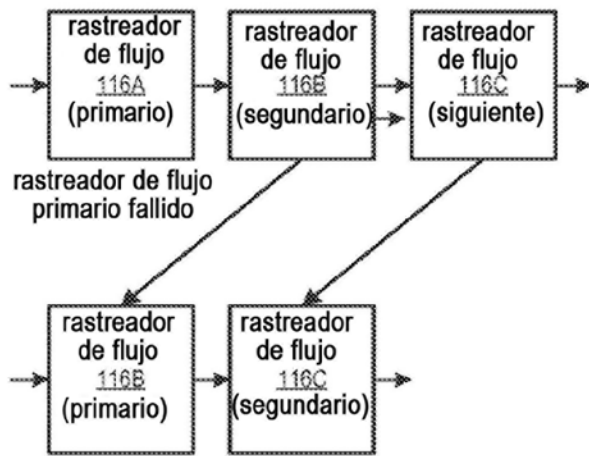 rastreador
de flujo
116A
(primario)
rastreador
de flujo
116B
(segundario)
rastreador
de flujo
116C
(siguiente)
rastreador de flujo
primario fallido
rastreador
de flujo
116B
(primario)
rastreador
de flujo
116C
(segundario)